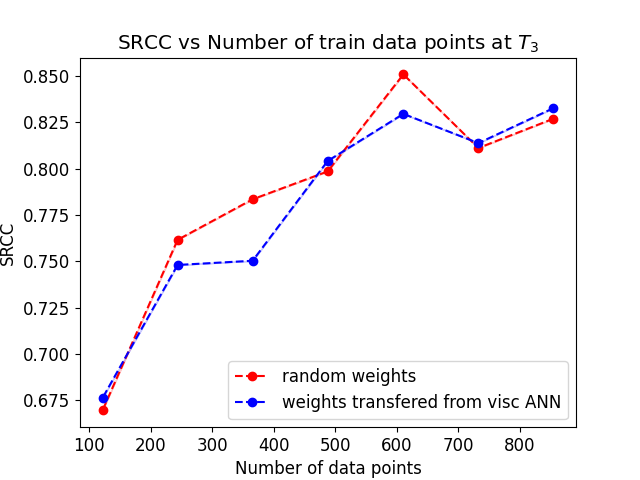 SRCC vs Number of train data points at T₃
0.850
0.825
0.800
0.775
0.750
0.725
0.700
0.675
SRCC
random weights
weights transfered from visc ANN
100 200 300 400 500 600 700 800
Number of data points